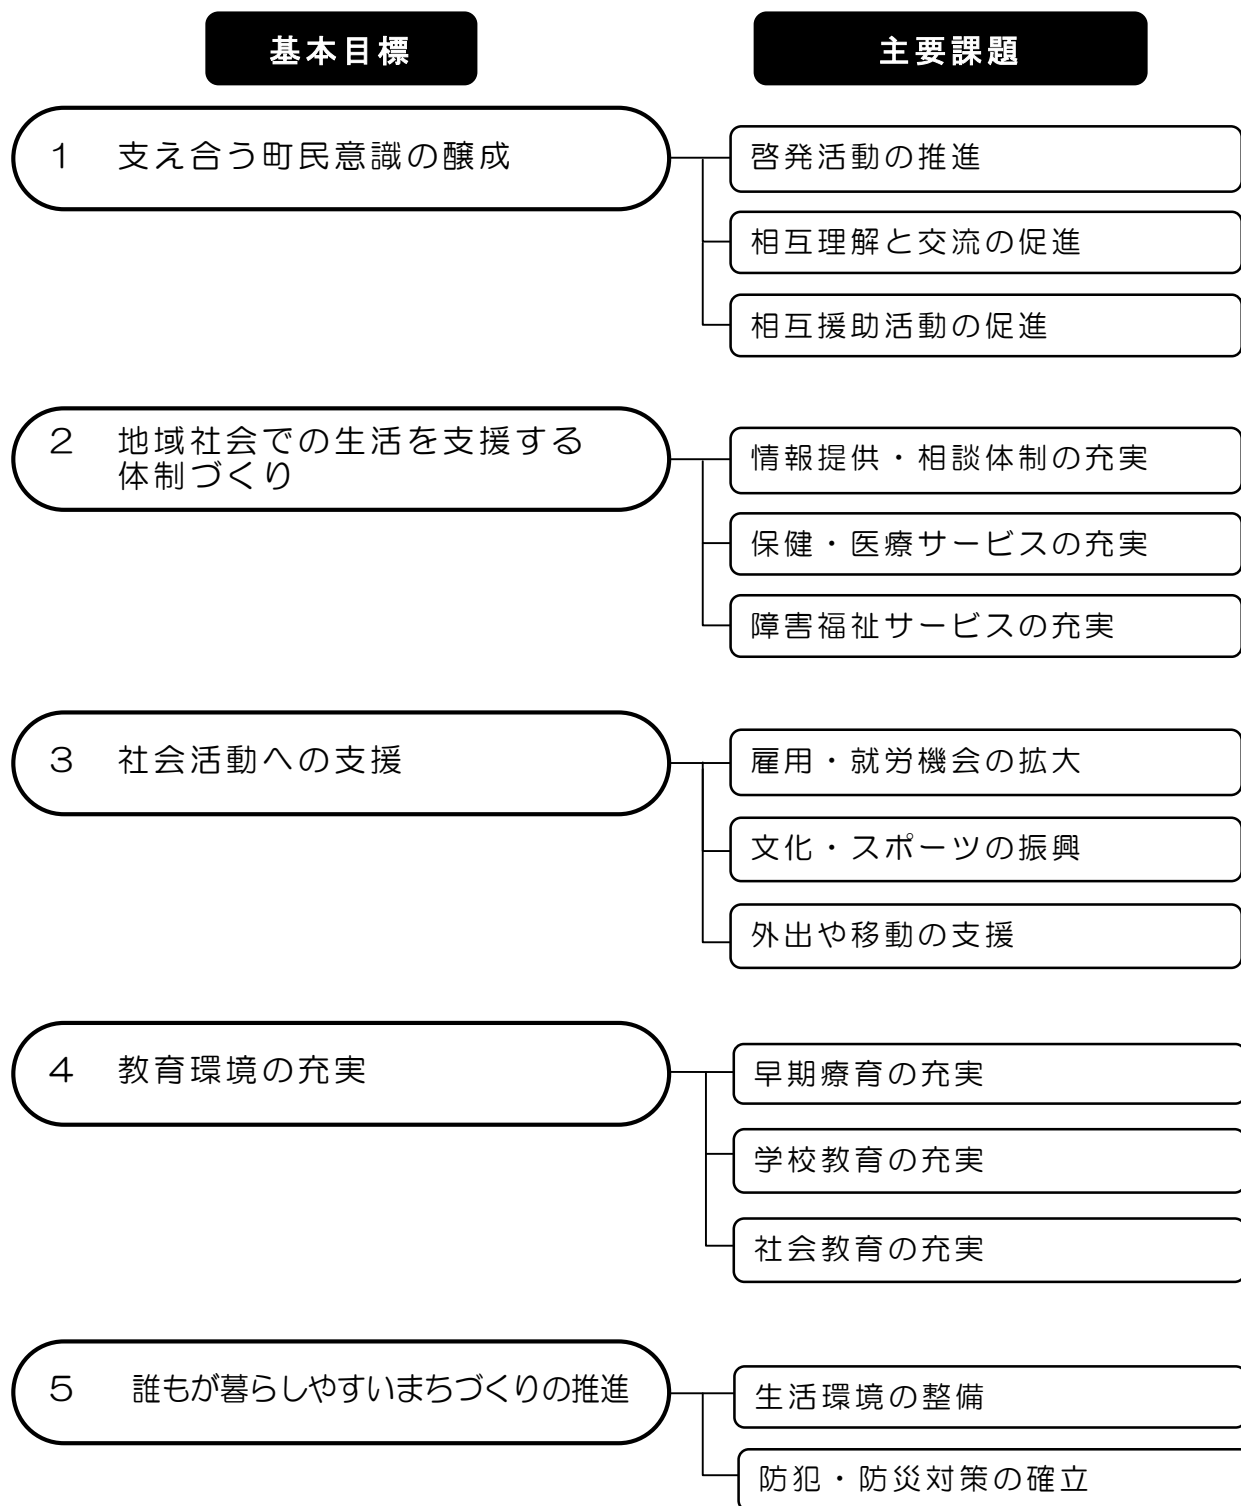 基本目標
主要課題
1 支え合う町民意識の醸成
啓発活動の推進
相互理解と交流の促進
相互援助活動の促進
2 地域社会での生活を支援する
体制づくり
情報提供・相談体制の充実
保健・医療サービスの充実
障害福祉サービスの充実
3 社会活動への支援
雇用・就労機会の拡大
文化・スポーツの振興
外出や移動の支援
4 教育環境の充実
早期療育の充実
学校教育の充実
社会教育の充実
5 誰もが暮らしやすいまちづくりの推進
生活環境の整備
防犯・防災対策の確立